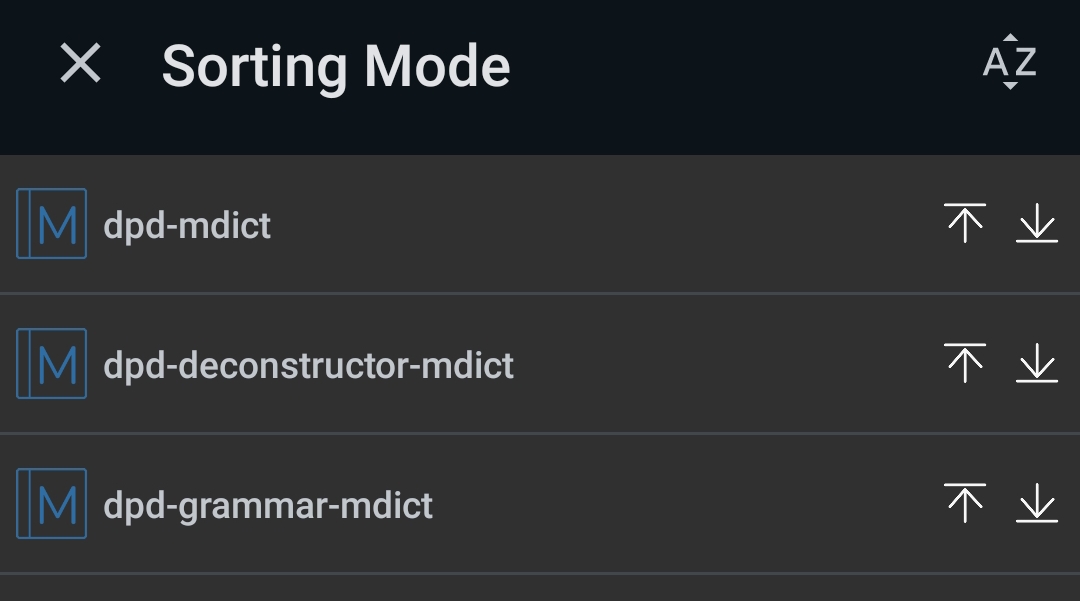 Sorting Mode
AZ
M dpd-mdict
M dpd-deconstructor-mdict
M dpd-grammar-mdict